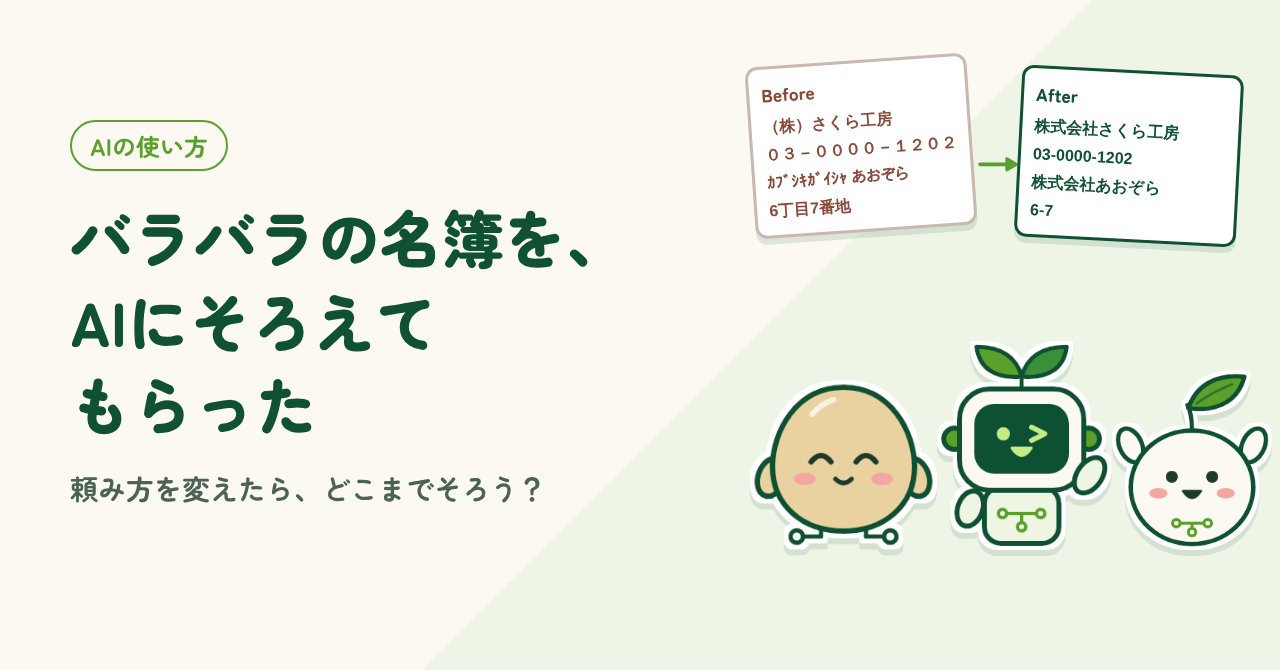 AIの使い方
バラバラの名簿を、
AIにそろえて
もらった
頼み方を変えたら、どこまでそろう？
Before
（株）さくら工房
０３－００００－１２０２
ｶﾌﾞｼｷｶﾞｲｼｬ あおぞら
6丁目7番地
After
株式会社さくら工房
03-0000-1202
株式会社あおぞら
6-7